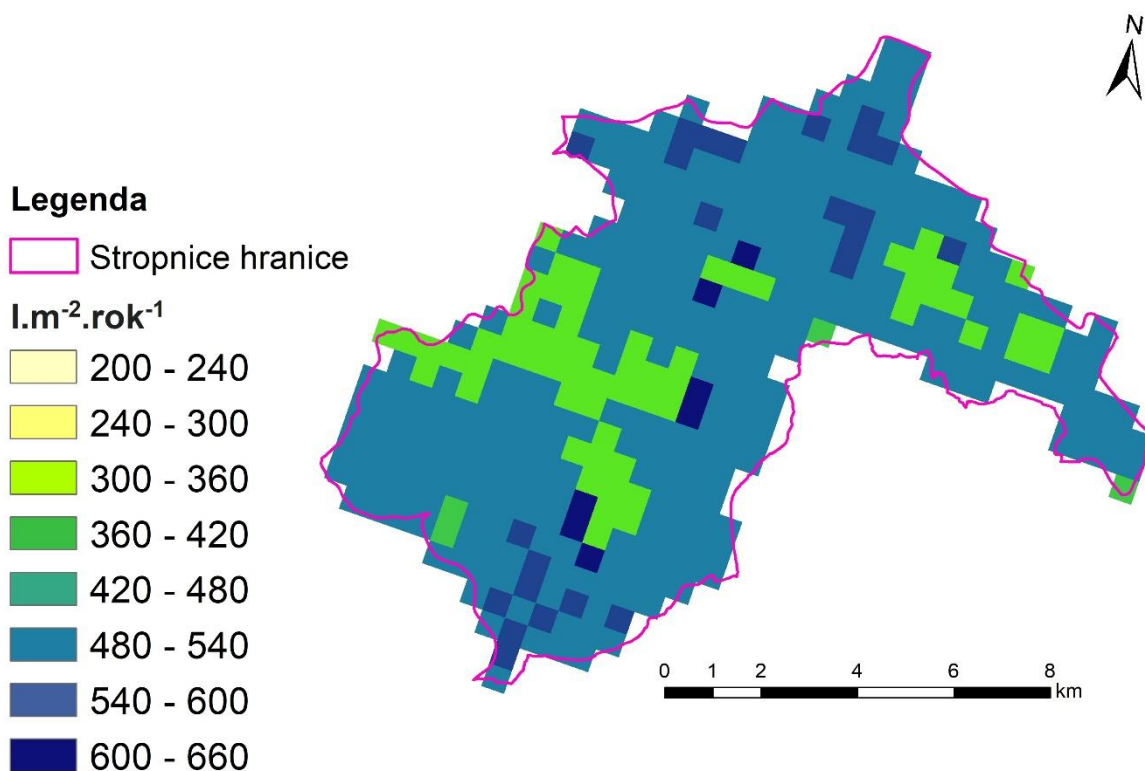 N
Legenda
Stropnice hranice
l.m-2.rok-1
200 - 240
240 - 300
300 - 360
360 - 420
420 - 480
480 - 540
540 - 600
600 - 660
0 1 2 4 6 8
km